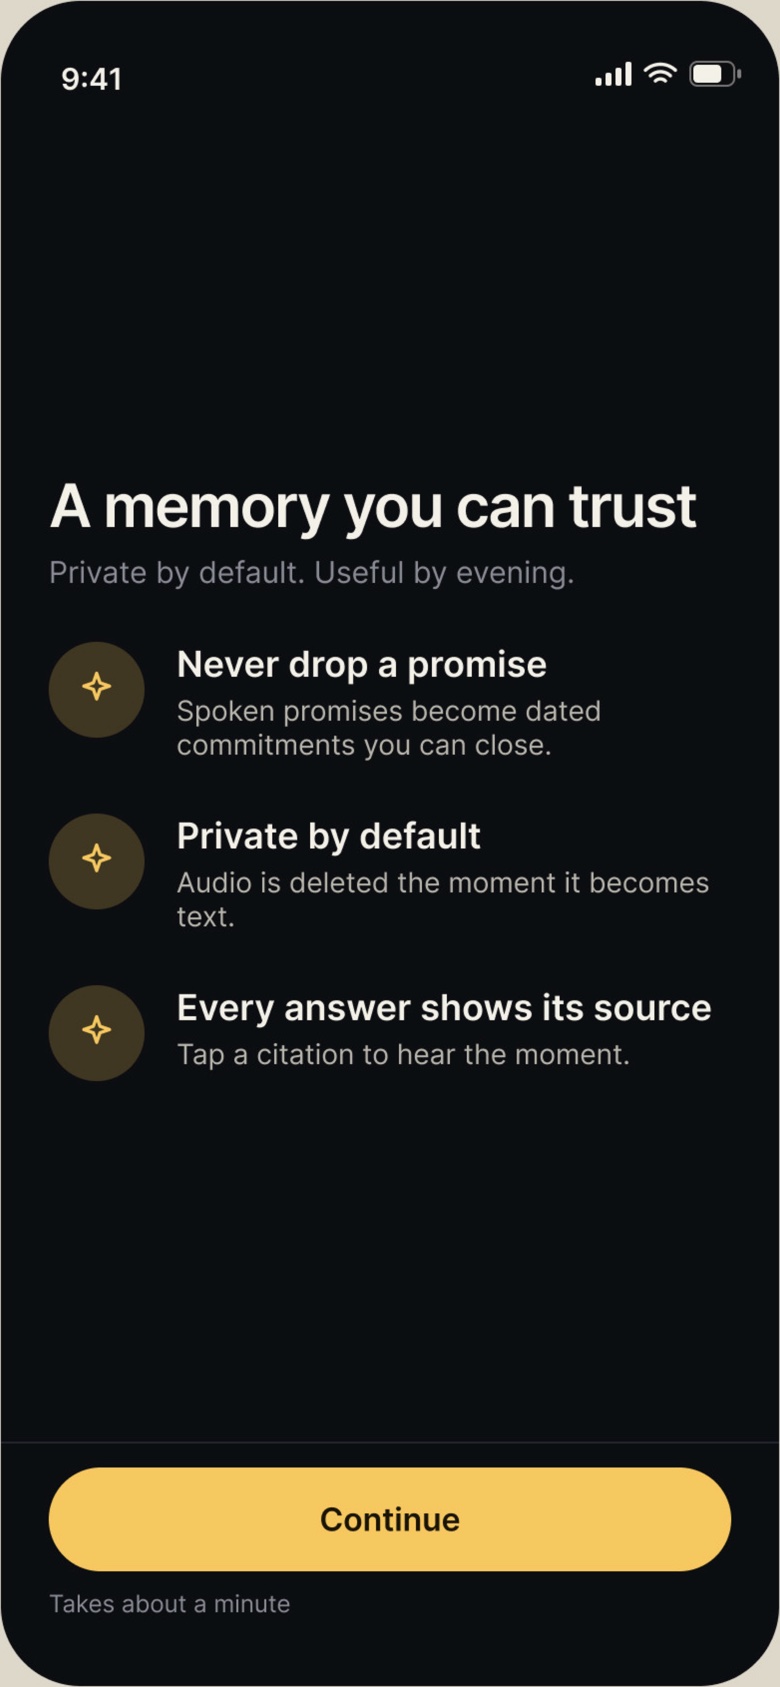 9:41
A memory you can trust
Private by default. Useful by evening.
Never drop a promise
Spoken promises become dated
commitments you can close.
Private by default
Audio is deleted the moment it becomes
text.
Every answer shows its source
Tap a citation to hear the moment.
Continue
Takes about a minute